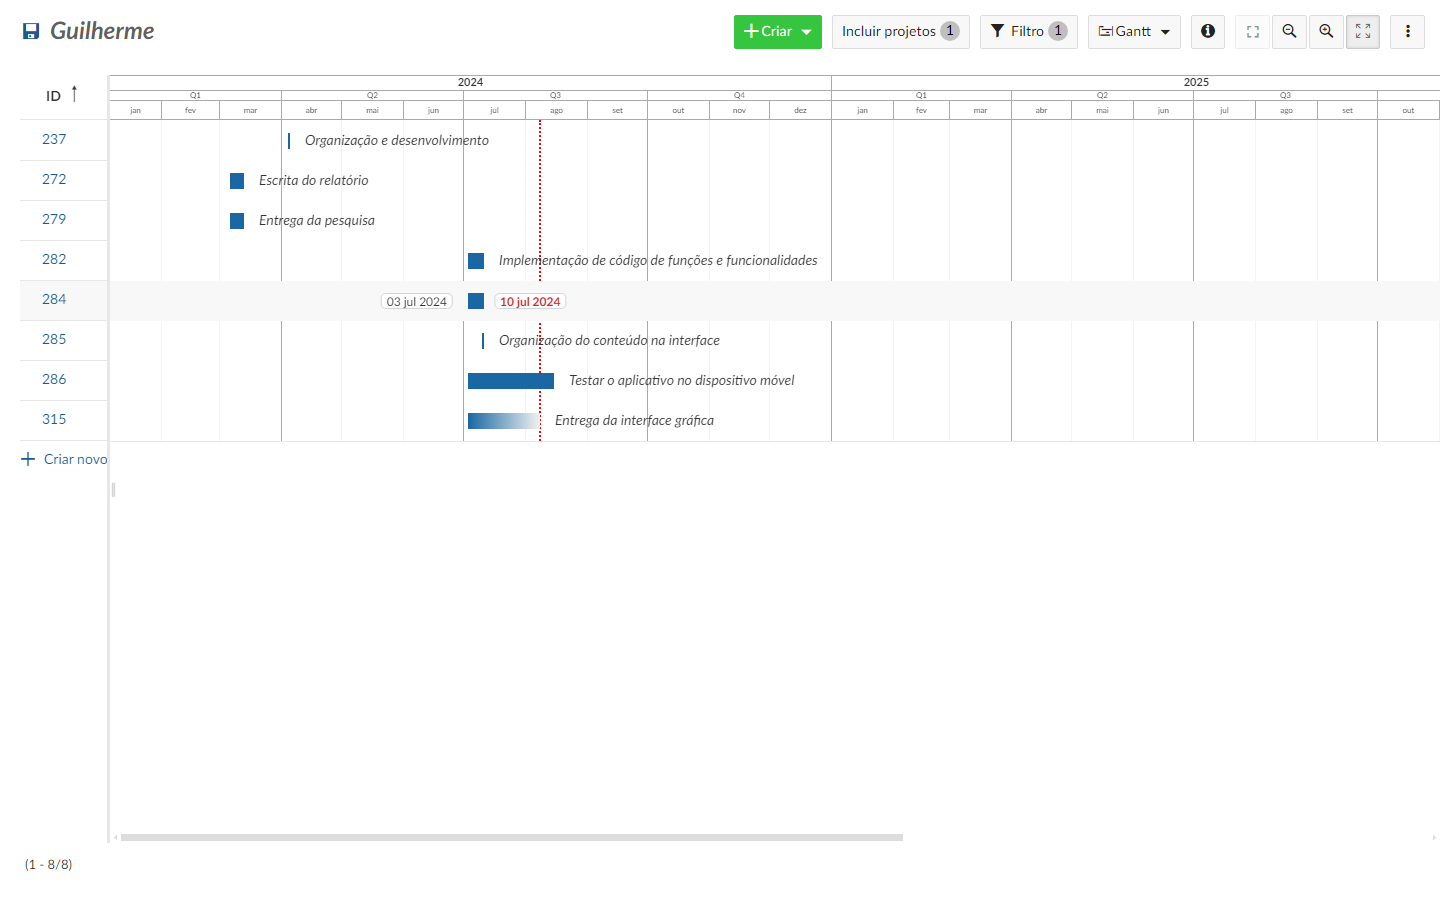 Guilherme
Criar
Incluir projetos 1
Filtro 1
Gantt
ID
2024 2025
Q1 Q2 Q3 Q4 Q1 Q2 Q3
jan fev mar abr mai jun jul ago set out nov dez jan fev mar abr mai jun jul ago set out
237 Organização e desenvolvimento
272 Escrita do relatório
279 Entrega da pesquisa
282 Implementação de código de funções e funcionalidades
284 03 jul 2024 10 jul 2024
285 Organização do conteúdo na interface
286 Testar o aplicativo no dispositivo móvel
315 Entrega da interface gráfica
Criar novo
(1 - 8/8)